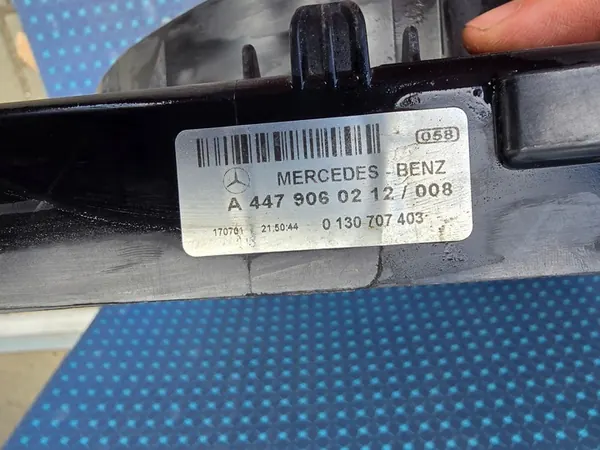 058
MERCEDES - BENZ
A 447 906 02 12 / 008
170701 21:50:44 0 130 707 403